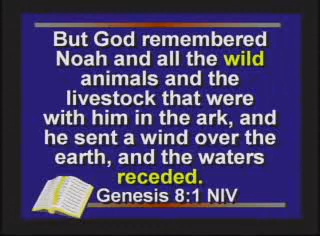 But God remembered
Noah and all the wild
animals and the
livestock that were
with him in the ark, and
he sent a wind over the
earth, and the waters
receded.
Genesis 8:1 NIV